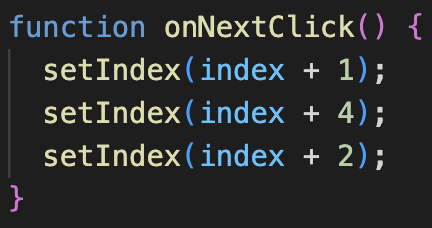 function onNextClick() {
  setIndex(index + 1);
  setIndex(index + 4);
  setIndex(index + 2);
}